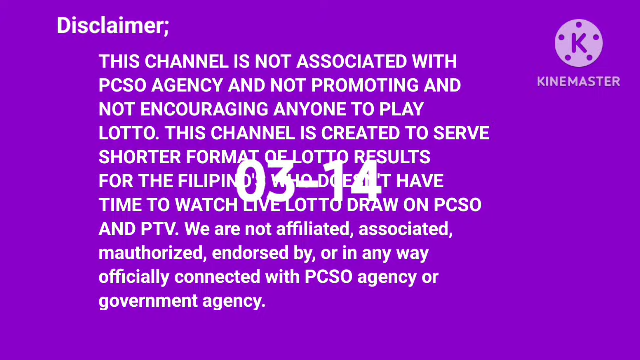 Disclaimer;
THIS CHANNEL IS NOT ASSOCIATED WITH
PCSO AGENCY AND NOT PROMOTING AND
NOT ENCOURAGING ANYONE TO PLAY
LOTTO. THIS CHANNEL IS CREATED TO SERVE
SHORTER FORMAT OF LOTTO RESULTS
FOR THE FILIPINO'S WHO DOESN'T HAVE
TIME TO WATCH LIVE LOTTO DRAW ON PCSO
AND PTV. We are not affiliated, associated,
mauthorized, endorsed by, or in any way
officially connected with PCSO agency or
government agency.
03-14
K
KINEMASTER